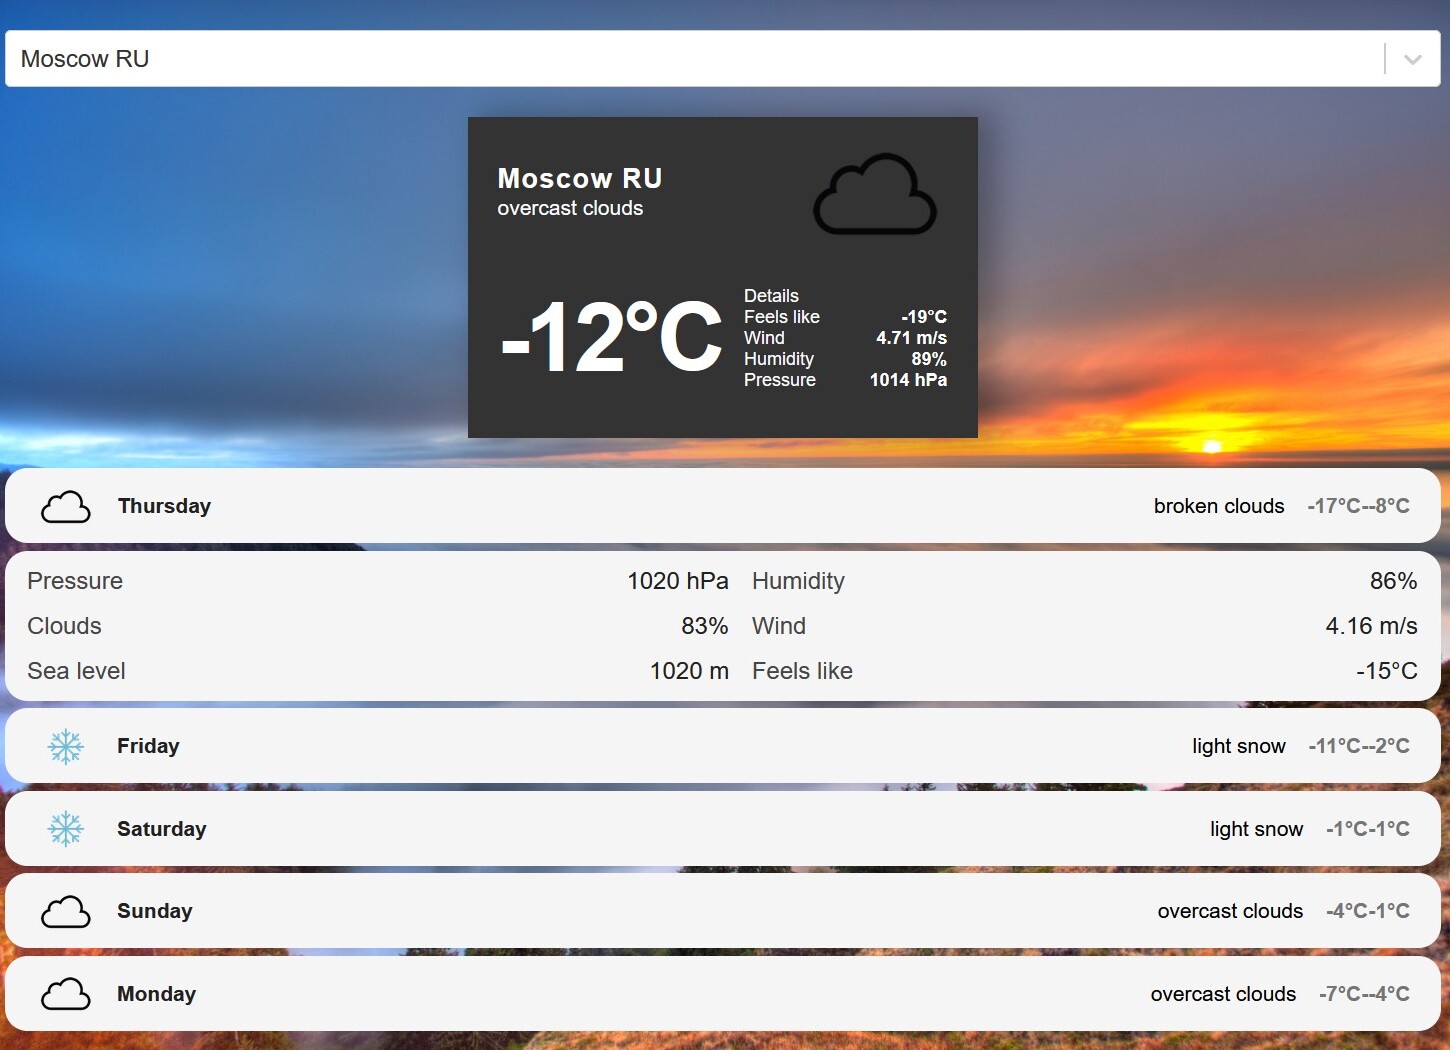 Moscow RU
Moscow RU
overcast clouds
-12°C
Details
Feels like -19°C
Wind 4.71 m/s
Humidity 89%
Pressure 1014 hPa
Thursday broken clouds -17°C--8°C
Pressure 1020 hPa Humidity 86%
Clouds 83% Wind 4.16 m/s
Sea level 1020 m Feels like -15°C
Friday light snow -11°C--2°C
Saturday light snow -1°C-1°C
Sunday overcast clouds -4°C-1°C
Monday overcast clouds -7°C--4°C